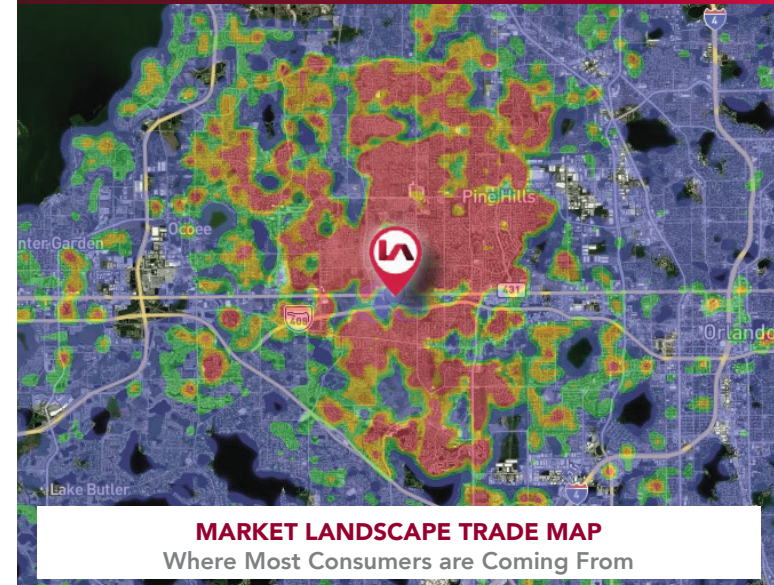 4
Pine Hills
Ocoee
nter Garden
LA
431
408
Orlando
4
Lake Butler
MARKET LANDSCAPE TRADE MAP
Where Most Consumers are Coming From